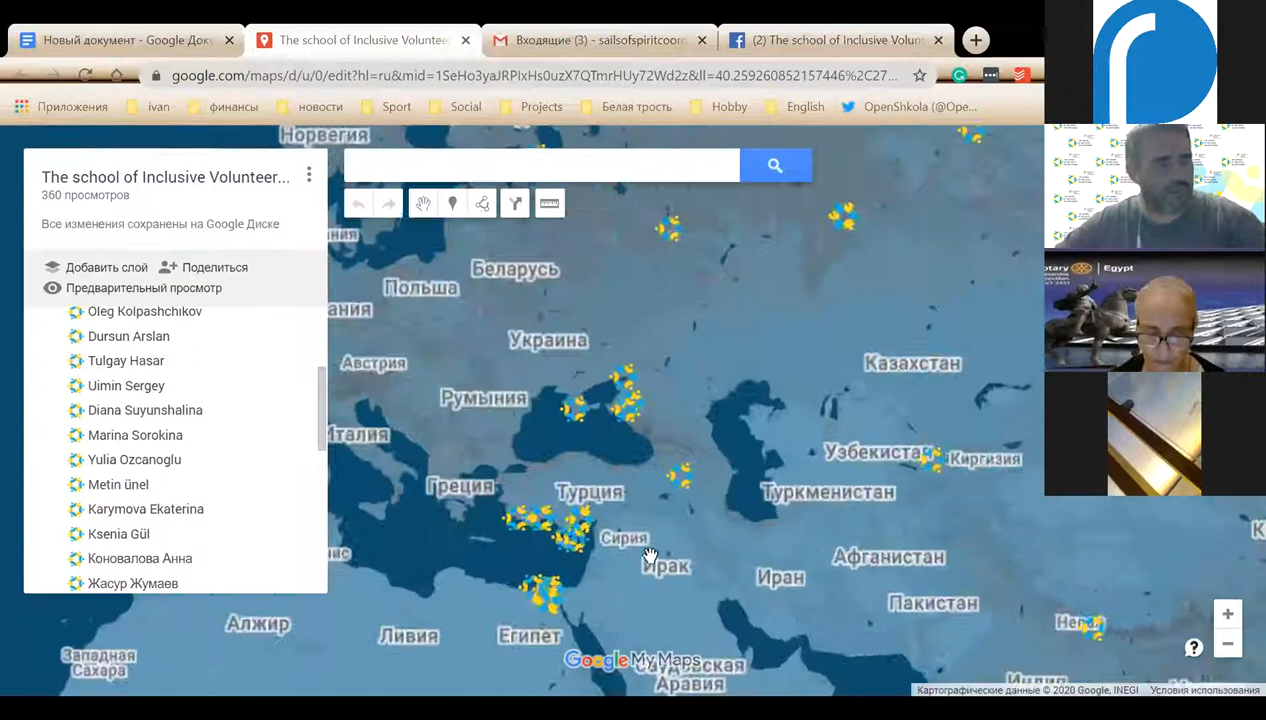 Новый документ - Google Доку
The school of Inclusive Voluntee
Входящие (3) - sailsofspiritcoord
(2) The school of Inclusive Volunt
google.com/maps/d/u/0/edit?hl=ru&mid=1SeHo3yaJRPIxHs0uzX7QTmrHUy72Wd2z&ll=40.259260852157446%2C27...
Приложения
ivan
финансы
новости
Sport
Social
Projects
Белая трость
Hobby
English
OpenShkola (@Ope...
The school of Inclusive Volunteer...
360 просмотров
Все изменения сохранены на Google Диске
Добавить слой
Поделиться
Предварительный просмотр
Oleg Kolpashchikov
Dursun Arslan
Tulgay Hasar
Uimin Sergey
Diana Suyunshalina
Marina Sorokina
Yulia Ozcanoglu
Metin ünel
Karymova Ekaterina
Ksenia Gül
Коновалова Анна
Жасур Жумаев
Норвегия
Беларусь
Польша
Украина
Австрия
Казахстан
Румыния
Италия
Узбекистан
Киргизия
Греция
Турция
Туркменистан
Сирия
Ирак
Афганистан
Иран
Пакистан
Алжир
Ливия
Египет
Западная
Сахара
Google My Maps
Саудовская
Аравия
Индия
Картографические данные © 2020 Google, INEGI
Условия использования
otary
Egypt